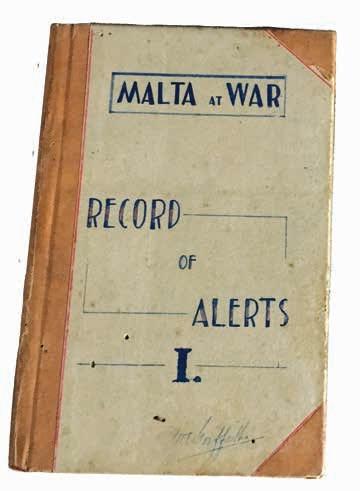 MALTA AT WAR
RECORD
OF
ALERTS
I.